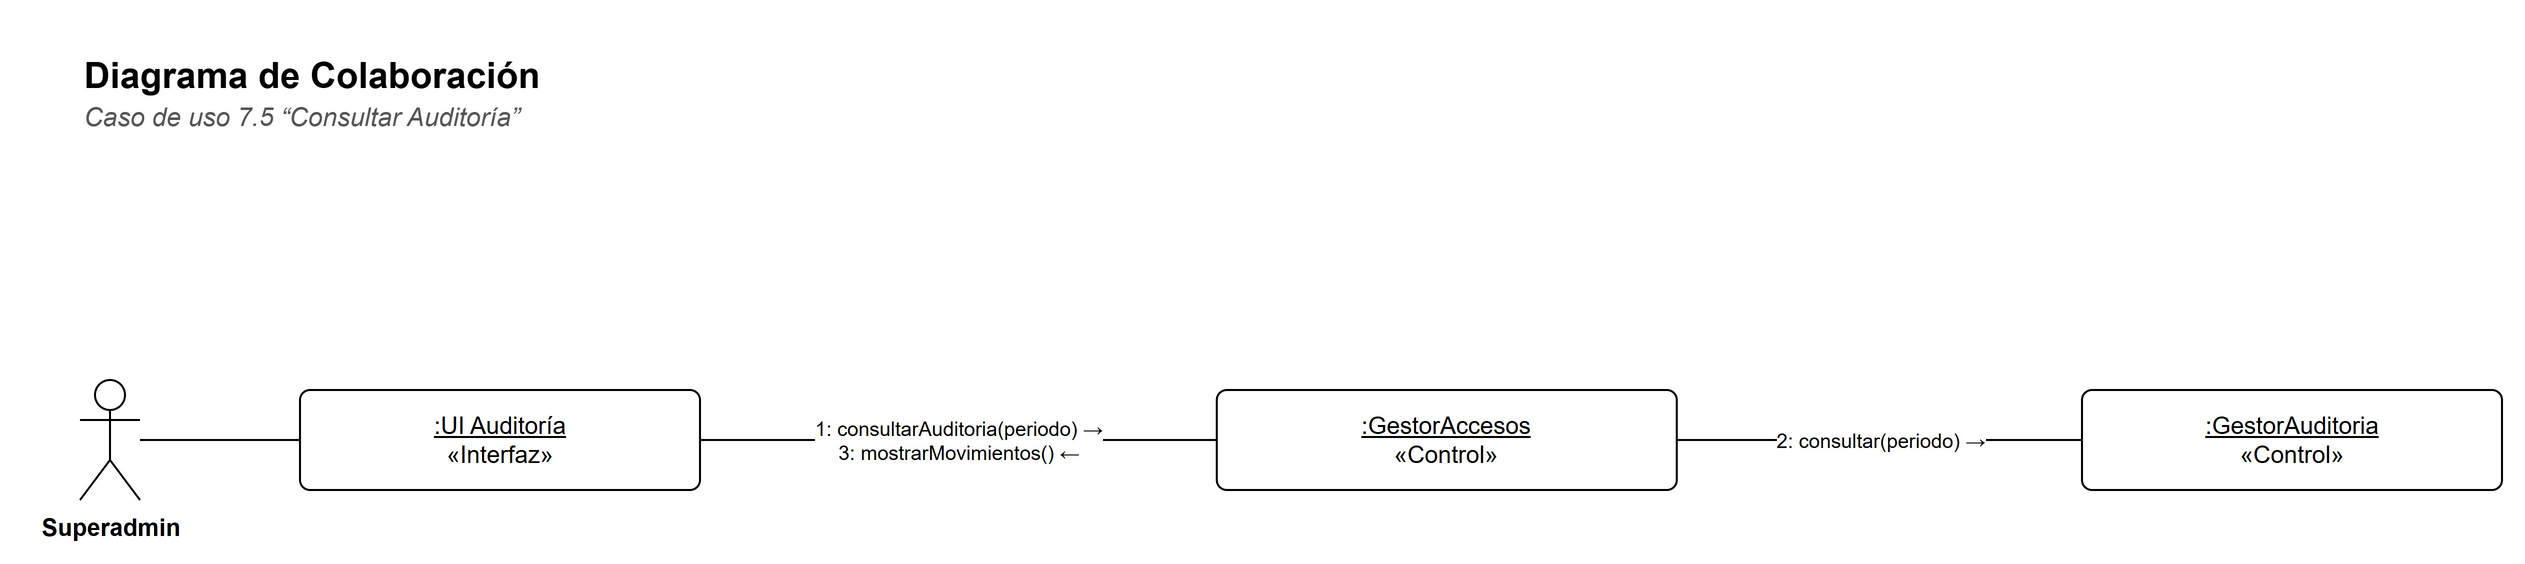 Diagrama de Colaboración
Caso de uso 7.5 “Consultar Auditoría”
:UI Auditoría
«Interfaz»
1: consultarAuditoria(periodo) →
3: mostrarMovimientos() ←
:GestorAccesos
«Control»
2: consultar(periodo) →
:GestorAuditoria
«Control»
Superadmin